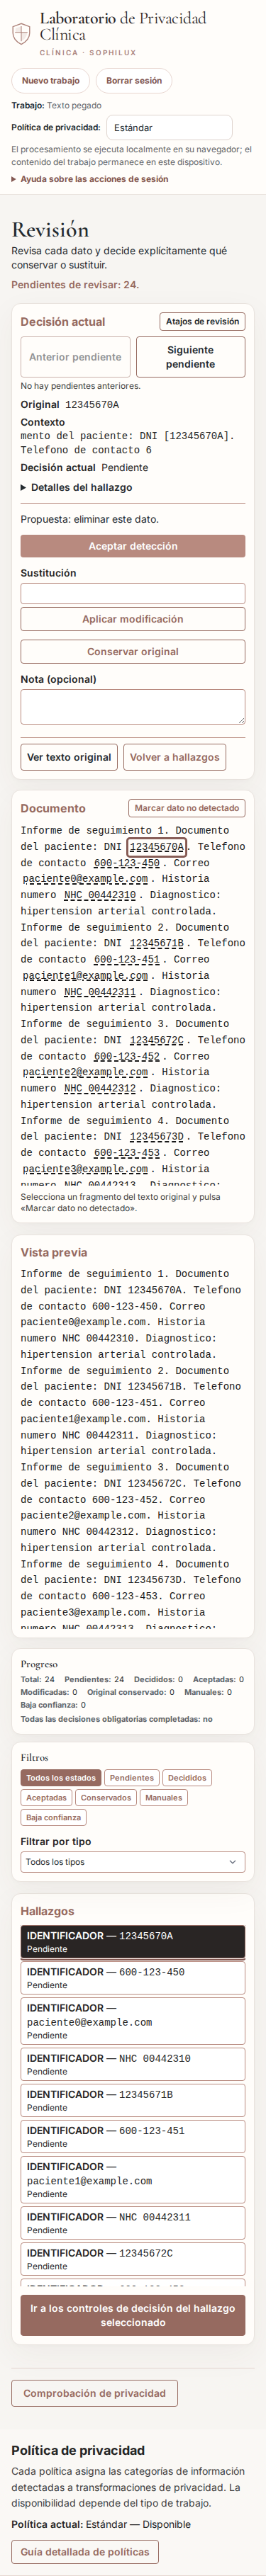 Laboratorio de Privacidad
Clínica
CLÍNICA · SOPHILUX
Nuevo trabajo
Borrar sesión
Trabajo: Texto pegado
Política de privacidad:
Estándar
El procesamiento se ejecuta localmente en su navegador; el
contenido del trabajo permanece en este dispositivo.
Ayuda sobre las acciones de sesión
Revisión
Revisa cada dato y decide explícitamente qué
conservar o sustituir.
Pendientes de revisar: 24.
Decisión actual
Atajos de revisión
Anterior pendiente
Siguiente
pendiente
No hay pendientes anteriores.
Original 12345670A
Contexto
mento del paciente: DNI [12345670A].
Telefono de contacto 6
Decisión actual Pendiente
Detalles del hallazgo
Propuesta: eliminar este dato.
Aceptar detección
Sustitución
Aplicar modificación
Conservar original
Nota (opcional)
Ver texto original
Volver a hallazgos
Documento
Marcar dato no detectado
Informe de seguimiento 1. Documento
del paciente: DNI 12345670A. Telefono
de contacto 600-123-450. Correo
paciente0@example.com. Historia
numero NHC 00442310. Diagnostico:
hipertension arterial controlada.
Informe de seguimiento 2. Documento
del paciente: DNI 12345671B. Telefono
de contacto 600-123-451. Correo
paciente1@example.com. Historia
numero NHC 00442311. Diagnostico:
hipertension arterial controlada.
Informe de seguimiento 3. Documento
del paciente: DNI 12345672C. Telefono
de contacto 600-123-452. Correo
paciente2@example.com. Historia
numero NHC 00442312. Diagnostico:
hipertension arterial controlada.
Informe de seguimiento 4. Documento
del paciente: DNI 12345673D. Telefono
de contacto 600-123-453. Correo
paciente3@example.com. Historia
numero NHC 00442313. Diagnostico:
Selecciona un fragmento del texto original y pulsa
«Marcar dato no detectado».
Vista previa
Informe de seguimiento 1. Documento
del paciente: DNI 12345670A. Telefono
de contacto 600-123-450. Correo
paciente0@example.com. Historia
numero NHC 00442310. Diagnostico:
hipertension arterial controlada.
Informe de seguimiento 2. Documento
del paciente: DNI 12345671B. Telefono
de contacto 600-123-451. Correo
paciente1@example.com. Historia
numero NHC 00442311. Diagnostico:
hipertension arterial controlada.
Informe de seguimiento 3. Documento
del paciente: DNI 12345672C. Telefono
de contacto 600-123-452. Correo
paciente2@example.com. Historia
numero NHC 00442312. Diagnostico:
hipertension arterial controlada.
Informe de seguimiento 4. Documento
del paciente: DNI 12345673D. Telefono
de contacto 600-123-453. Correo
paciente3@example.com. Historia
numero NHC 00442313. Diagnostico:
Progreso
Total: 24 Pendientes: 24 Decididos: 0 Aceptadas: 0
Modificadas: 0 Original conservado: 0 Manuales: 0
Baja confianza: 0
Todas las decisiones obligatorias completadas: no
Filtros
Todos los estados
Pendientes
Decididos
Aceptadas
Conservados
Manuales
Baja confianza
Filtrar por tipo
Todos los tipos
Hallazgos
IDENTIFICADOR — 12345670A
Pendiente
IDENTIFICADOR — 600-123-450
Pendiente
IDENTIFICADOR —
paciente0@example.com
Pendiente
IDENTIFICADOR — NHC 00442310
Pendiente
IDENTIFICADOR — 12345671B
Pendiente
IDENTIFICADOR — 600-123-451
Pendiente
IDENTIFICADOR —
paciente1@example.com
Pendiente
IDENTIFICADOR — NHC 00442311
Pendiente
IDENTIFICADOR — 12345672C
Pendiente
Ir a los controles de decisión del hallazgo
seleccionado
Comprobación de privacidad
Política de privacidad
Cada política asigna las categorías de información
detectadas a transformaciones de privacidad. La
disponibilidad depende del tipo de trabajo.
Política actual: Estándar — Disponible
Guía detallada de políticas